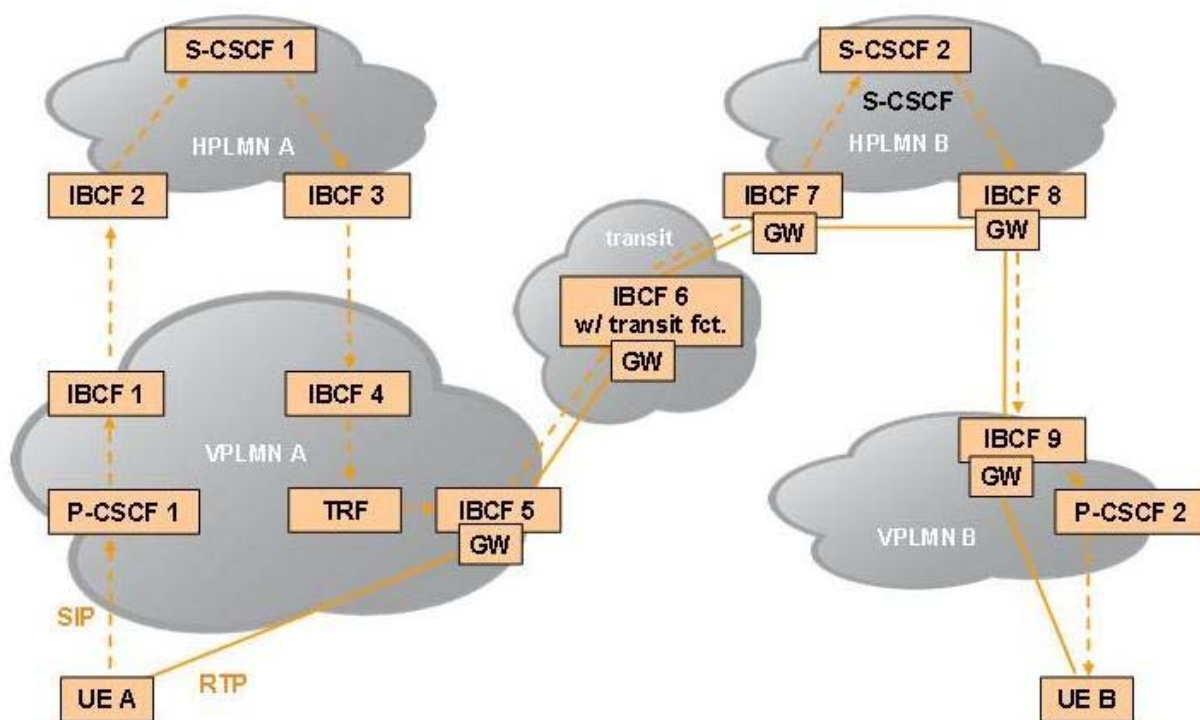 S-CSCF 1
S-CSCF 2
S-CSCF
HPLMN A
HPLMN B
IBCF 2
IBCF 3
IBCF 7
GW
IBCF 8
GW
transit
IBCF 6
w/ transit fct.
GW
IBCF 1
IBCF 4
VPLMN A
IBCF 9
GW
P-CSCF 1
TRF
IBCF 5
GW
P-CSCF 2
VPLMN B
SIP
RTP
UE A
UE B